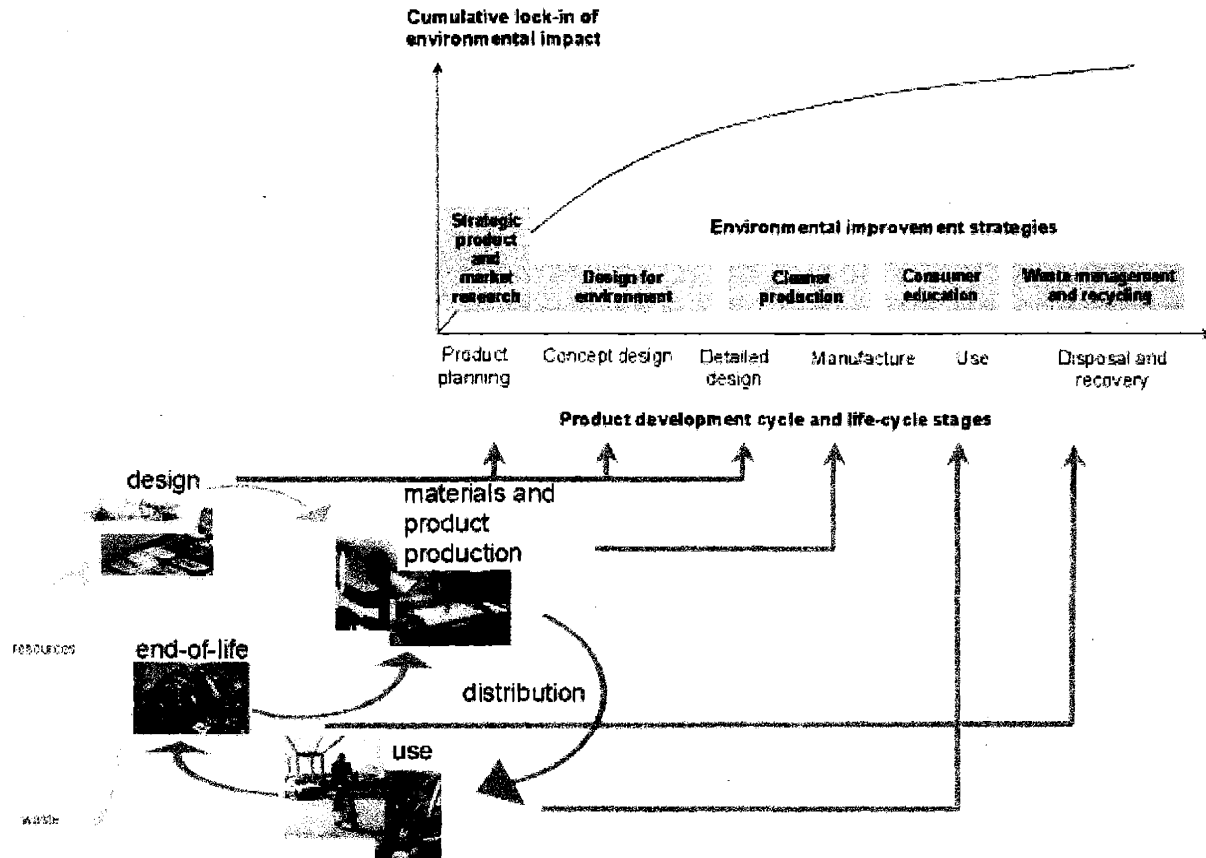 Cumulative lock-in of
environmental impact
Strategic
product
and
market
research
Environmental improvement strategies
Design for
environment
Cleaner
production
Consumer
education
Waste management
and recycling
Product
planning
Concept design
Detailed
design
Manufacture
Use
Disposal and
recovery
Product development cycle and life-cycle stages
design
materials and
product
production
resources
end-of-life
distribution
use
waste